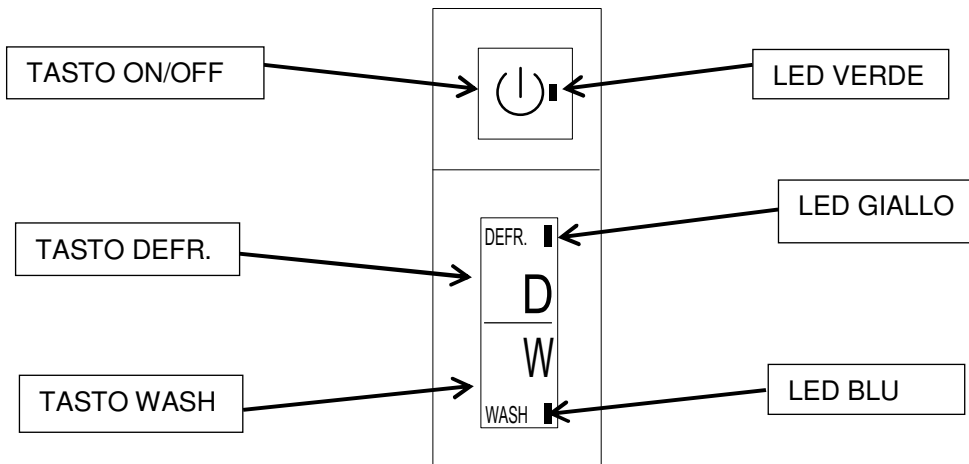 TASTO ON/OFF
LED VERDE
LED GIALLO
DEFR.
TASTO DEFR.
D
W
TASTO WASH
WASH
LED BLU